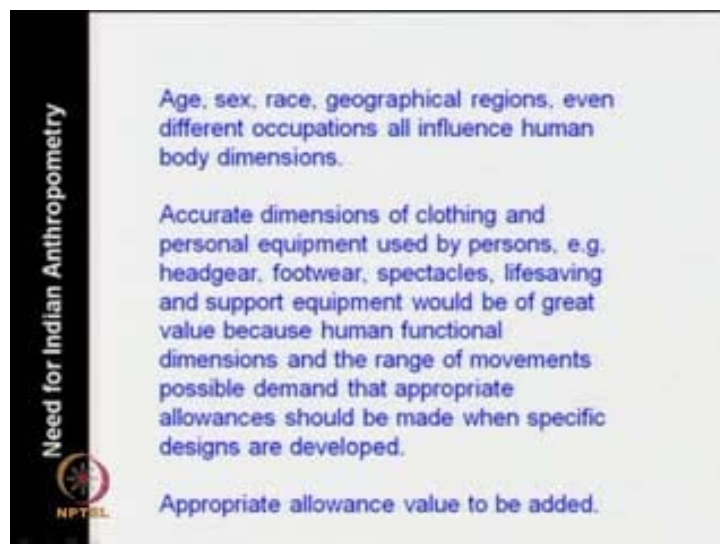 Need for Indian Anthropometry
Age, sex, race, geographical regions, even
different occupations all influence human
body dimensions.
Accurate dimensions of clothing and
personal equipment used by persons, e.g.
headgear, footwear, spectacles, lifesaving
and support equipment would be of great
value because human functional
dimensions and the range of movements
possible demand that appropriate
allowances should be made when specific
designs are developed.
Appropriate allowance value to be added.
NPTEL